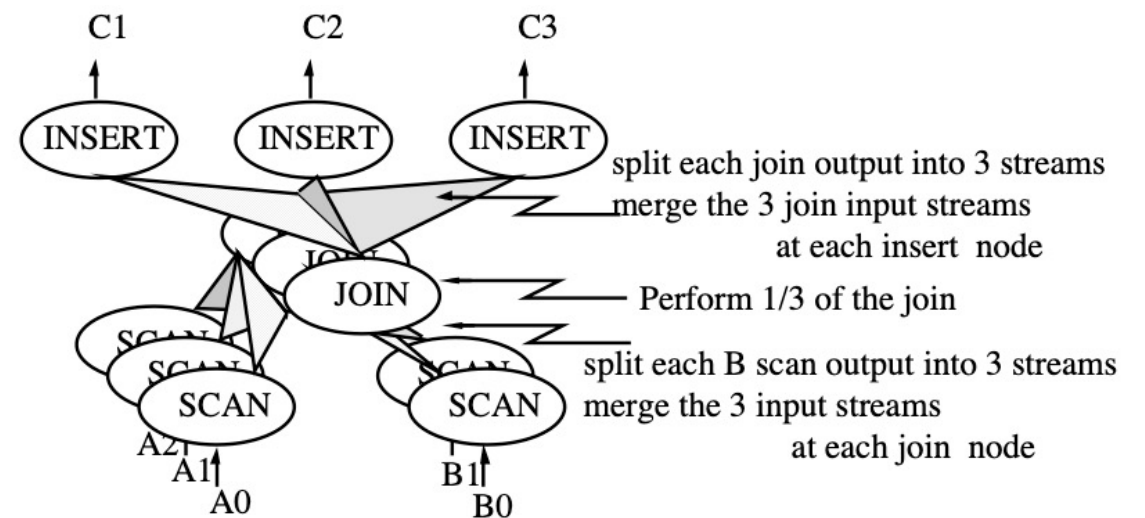 C1 C2 C3
INSERT INSERT INSERT
split each join output into 3 streams
merge the 3 join input streams
at each insert node
JOIN
Perform 1/3 of the join
split each B scan output into 3 streams
merge the 3 input streams
at each join node
SCAN SCAN
A2
A1 B1
A0 B0